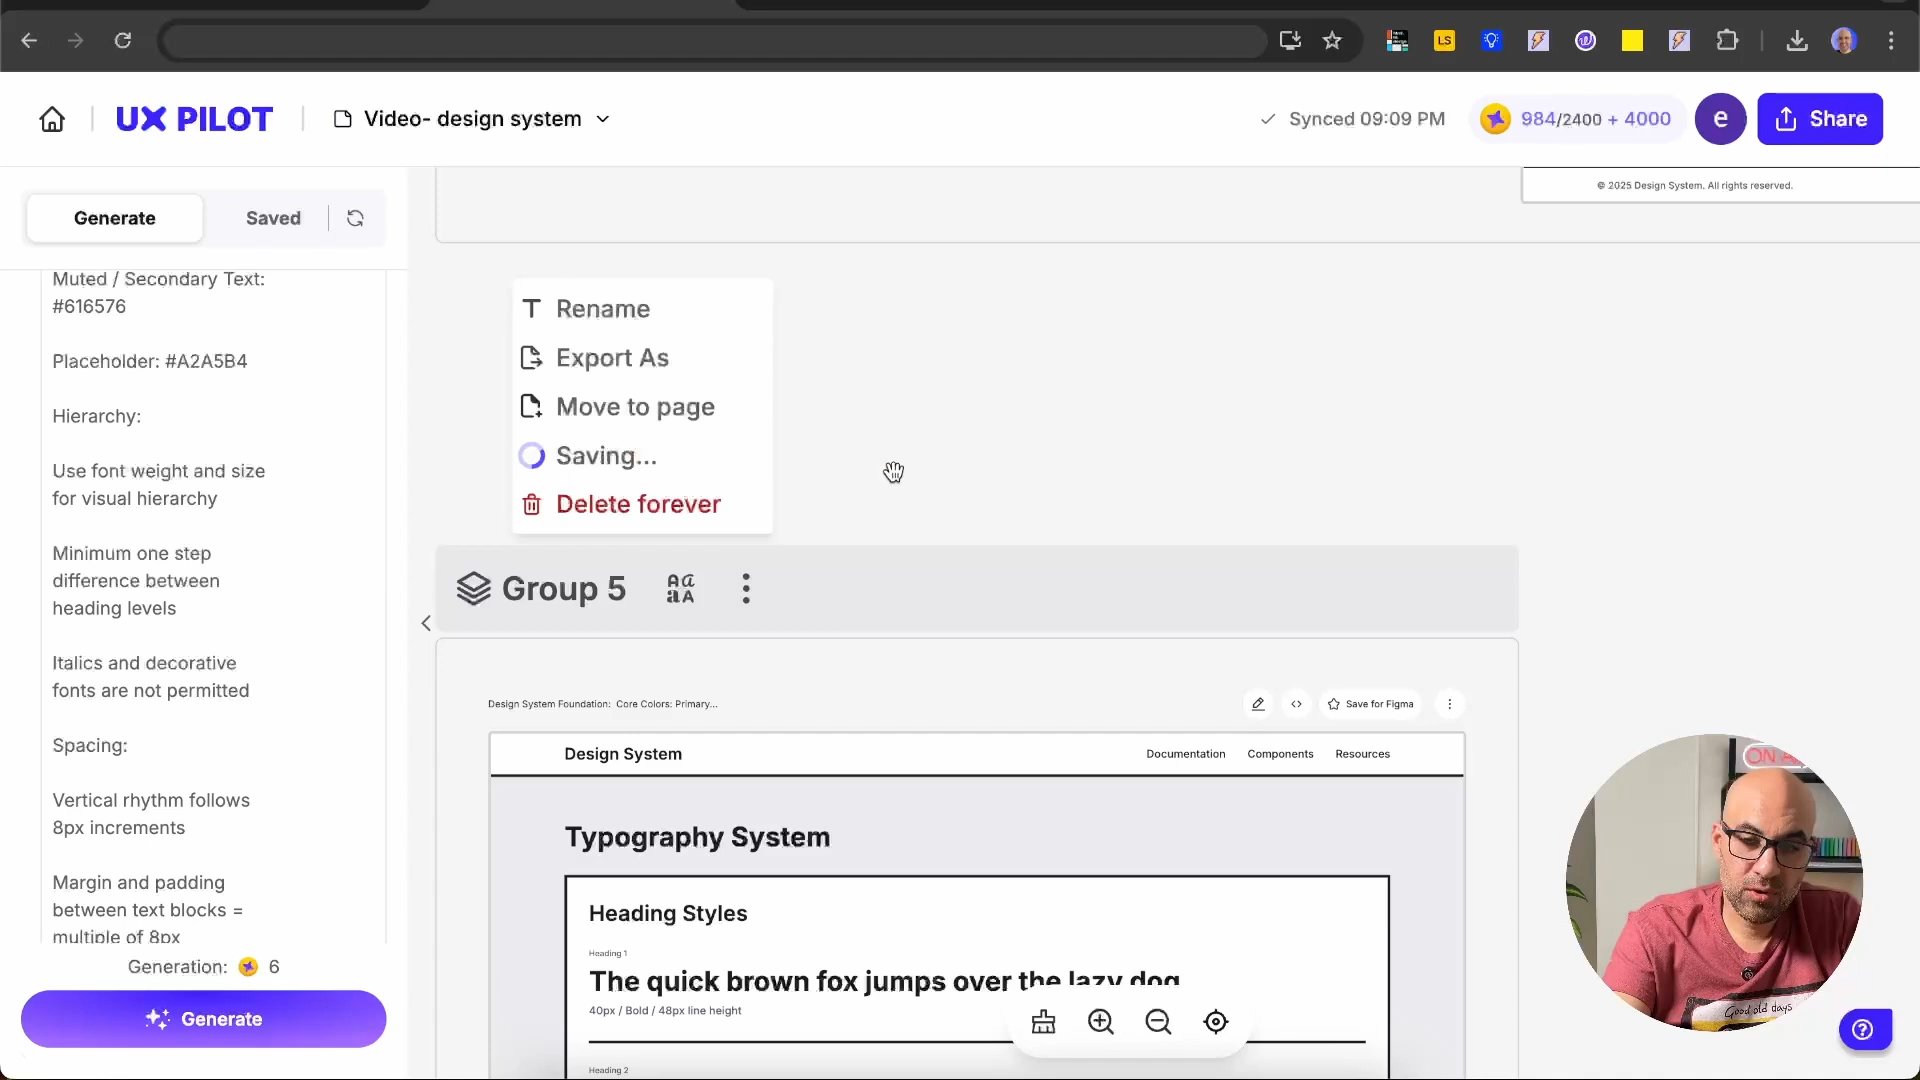 LS
UX PILOT
Video- design system
Synced 09:09 PM
984/2400 + 4000
e
Share
Generate
Saved
© 2025 Design System. All rights reserved.
Muted / Secondary Text:
#616576
Placeholder: #A2A5B4
Hierarchy:
Use font weight and size
for visual hierarchy
Minimum one step
difference between
heading levels
Italics and decorative
fonts are not permitted
Spacing:
Vertical rhythm follows
8px increments
Margin and padding
between text blocks =
multiple of 8px
Generation: 6
Generate
Rename
Export As
Move to page
Saving...
Delete forever
Group 5
Design System Foundation: Core Colors: Primary...
Save for Figma
Design System
Documentation
Components
Resources
Typography System
Heading Styles
Heading 1
The quick brown fox jumps over the lazy dog
40px / Bold / 48px line height
Heading 2
ON
Good old days